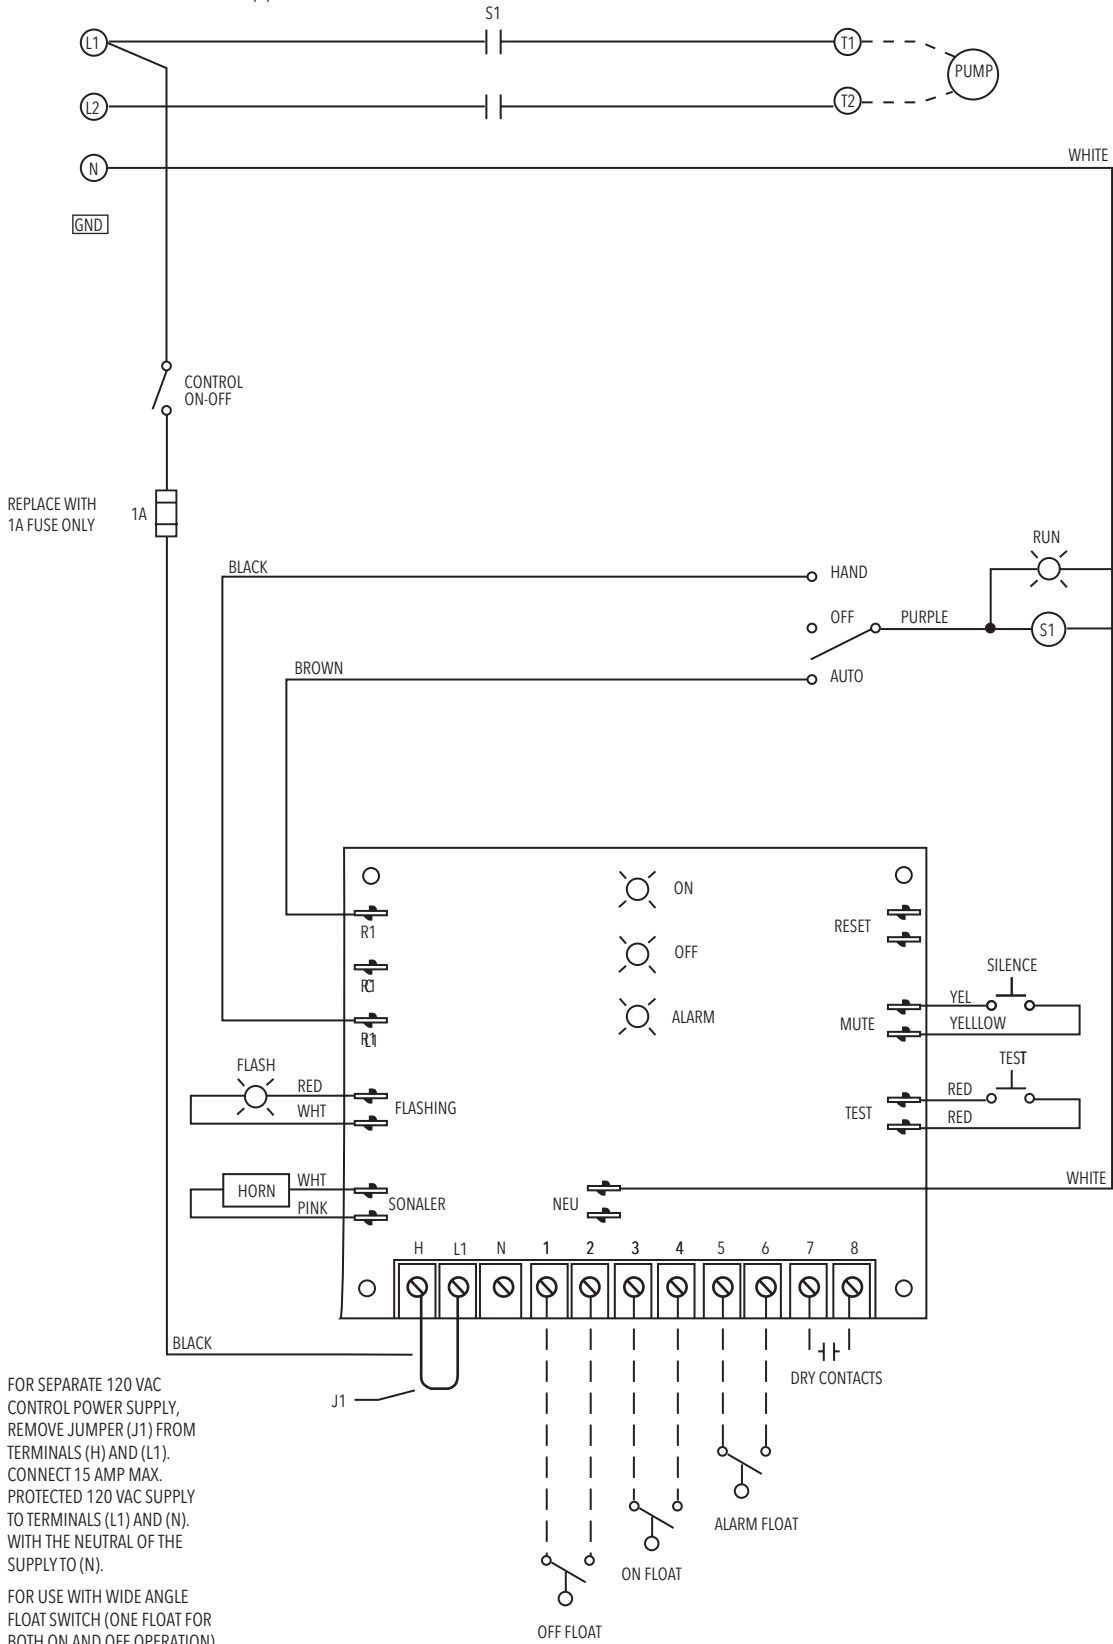 S1
L1
T1
PUMP
L2
T2
N
WHITE
GND
CONTROL
ON-OFF
REPLACE WITH
1A FUSE ONLY
1A
RUN
BLACK
HAND
OFF
PURPLE
S1
BROWN
AUTO
ON
R1
RESET
OFF
SILENCE
ALARM
YEL
MUTE
YELLLOW
FLASH
TEST
RED
RED
WHT
FLASHING
TEST
RED
HORN
WHT
SONALER
NEU
WHITE
PINK
H L1 N 1 2 3 4 5 6 7 8
BLACK
DRY CONTACTS
J1
FOR SEPARATE 120 VAC
CONTROL POWER SUPPLY,
REMOVE JUMPER (J1) FROM
TERMINALS (H) AND (L1).
CONNECT 15 AMP MAX.
PROTECTED 120 VAC SUPPLY
TO TERMINALS (L1) AND (N).
WITH THE NEUTRAL OF THE
SUPPLY TO (N).
FOR USE WITH WIDE ANGLE
FLOAT SWITCH (ONE FLOAT FOR
BOTH ON AND OFF OPERATION)
ALARM FLOAT
ON FLOAT
OFF FLOAT